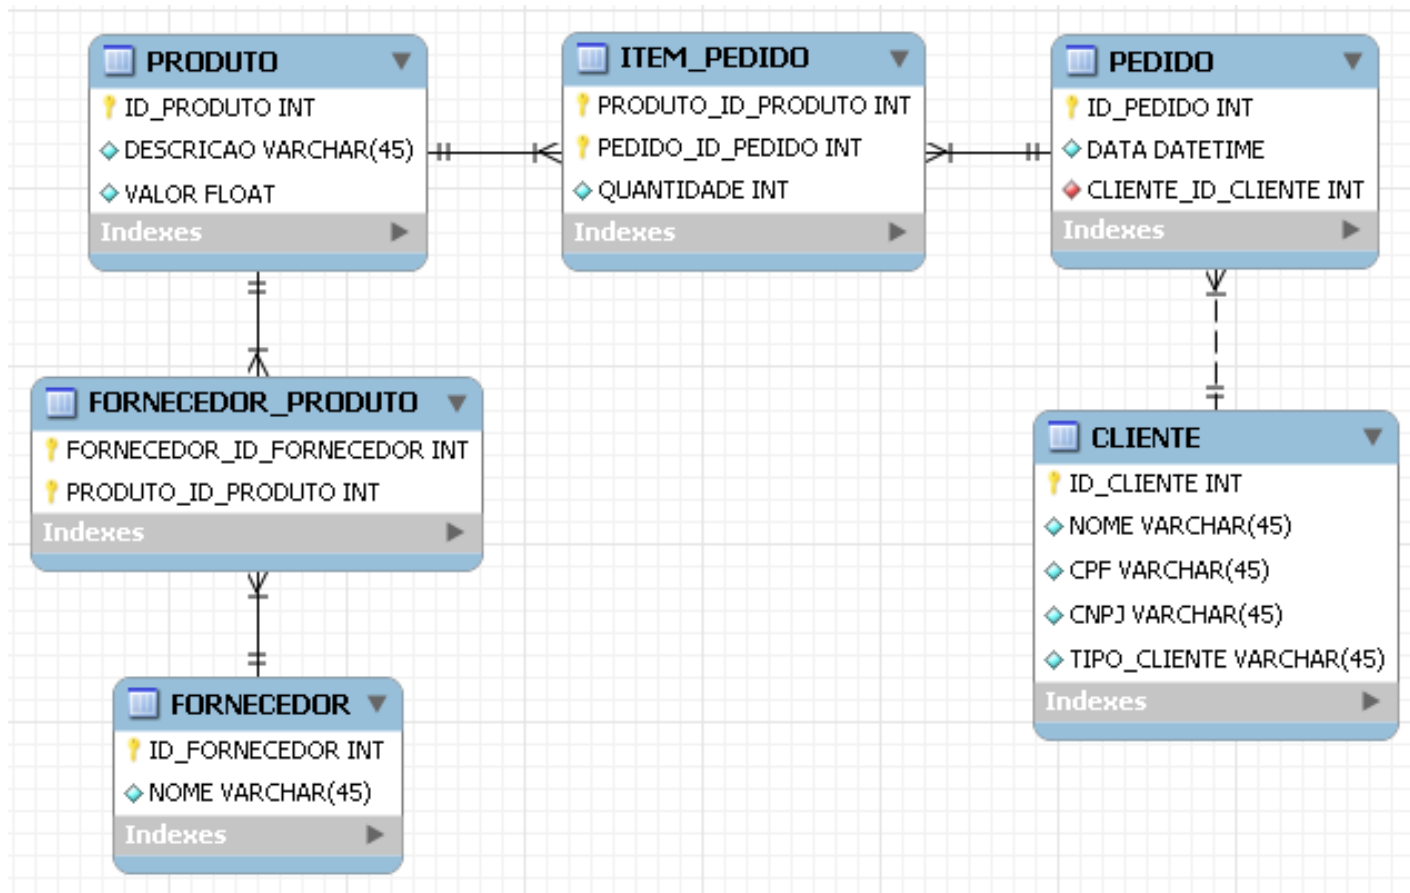 PRODUTO
ID_PRODUTO INT
DESCRICAO VARCHAR(45)
VALOR FLOAT
Indexes
ITEM_PEDIDO
PRODUTO_ID_PRODUTO INT
PEDIDO_ID_PEDIDO INT
QUANTIDADE INT
Indexes
PEDIDO
ID_PEDIDO INT
DATA DATETIME
CLIENTE_ID_CLIENTE INT
Indexes
FORNECEDOR_PRODUTO
FORNECEDOR_ID_FORNECEDOR INT
PRODUTO_ID_PRODUTO INT
Indexes
CLIENTE
ID_CLIENTE INT
NOME VARCHAR(45)
CPF VARCHAR(45)
CNPJ VARCHAR(45)
TIPO_CLIENTE VARCHAR(45)
Indexes
FORNECEDOR
ID_FORNECEDOR INT
NOME VARCHAR(45)
Indexes